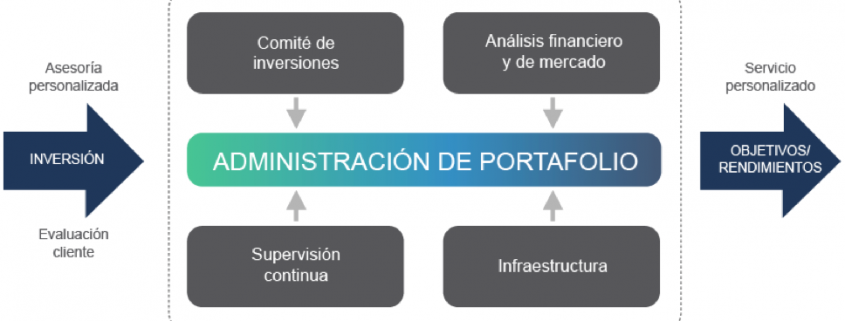 Asesoría
personalizada
INVERSIÓN
Evaluación
cliente
Comité de
inversiones
Análisis financiero
y de mercado
ADMINISTRACIÓN DE PORTAFOLIO
Supervisión
continua
Infraestructura
Servicio
personalizado
OBJETIVOS/
RENDIMIENTOS